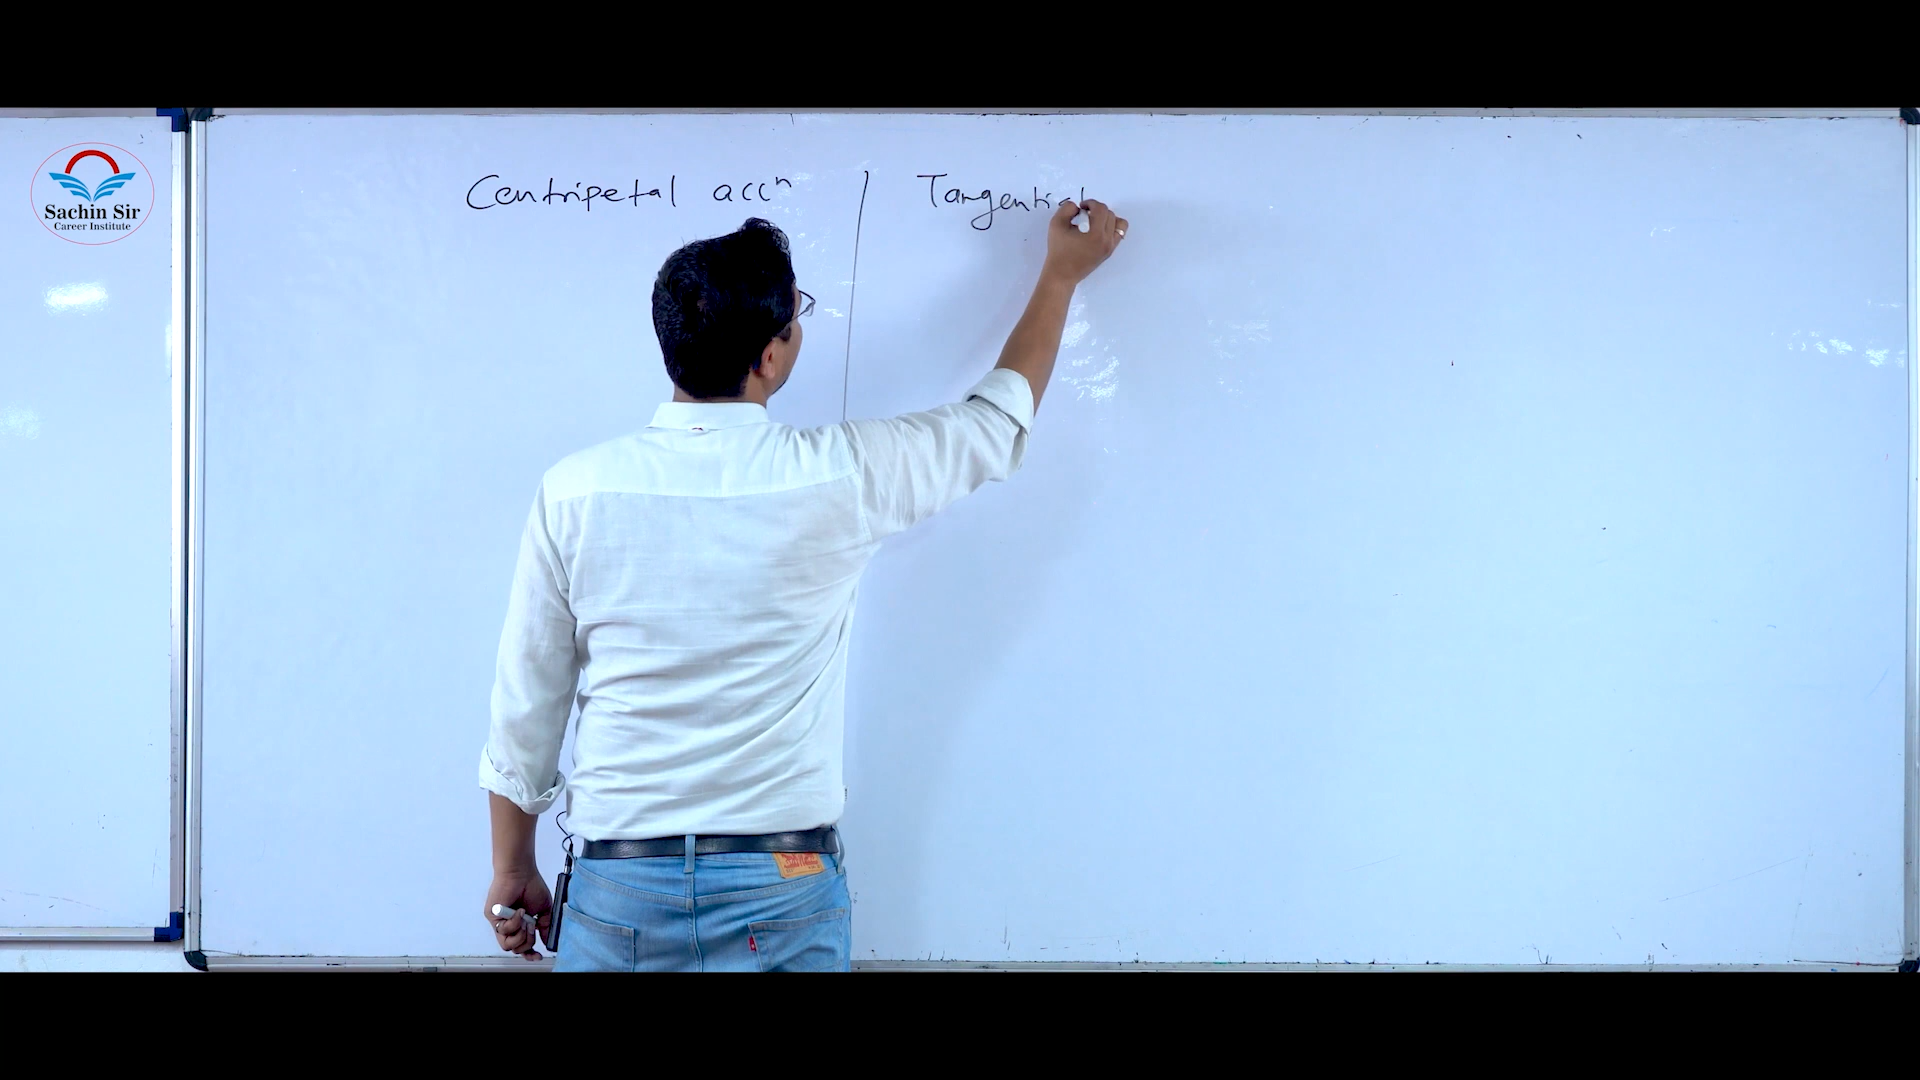 Sachin Sir
Career Institute
Centripetal accⁿ
Tangential